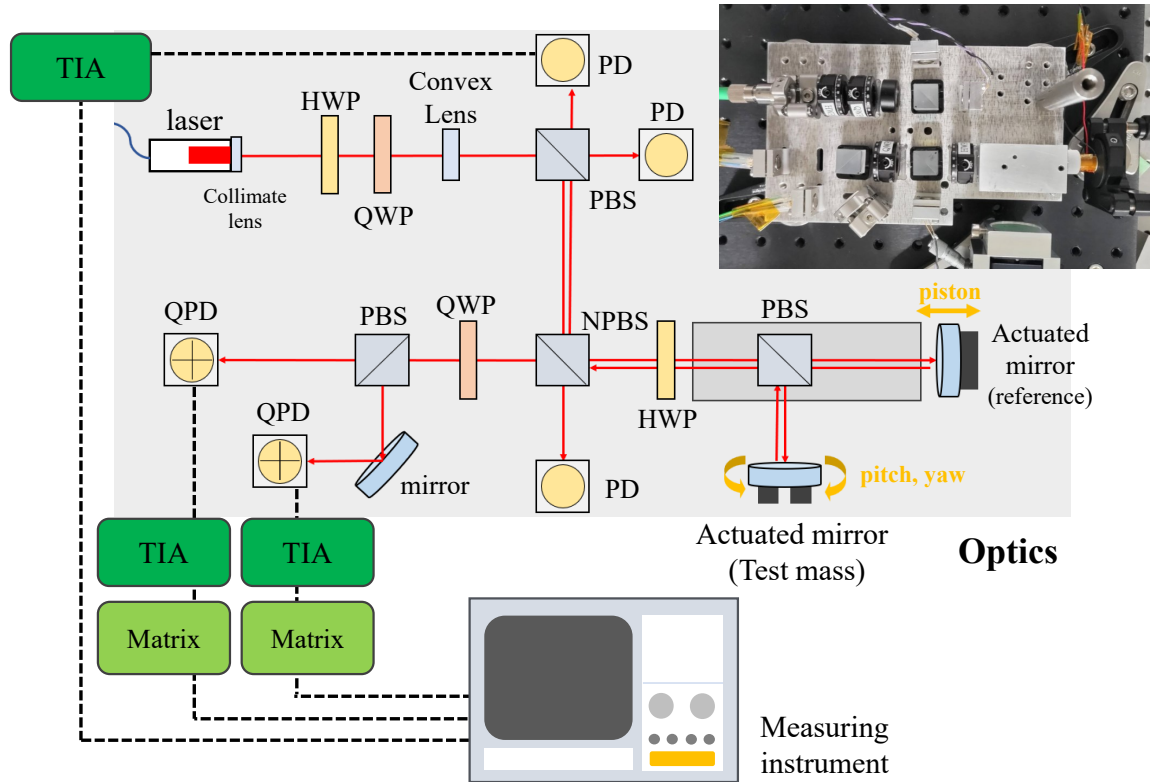 TIA
PD
HWP
Convex
Lens
laser
PD
Collimate
lens
QWP
PBS
piston
QPD
PBS
QWP
NPBS
PBS
Actuated
mirror
(reference)
QPD
HWP
mirror
PD
pitch, yaw
Actuated mirror
(Test mass)
Optics
TIA
TIA
Matrix
Matrix
Measuring
instrument